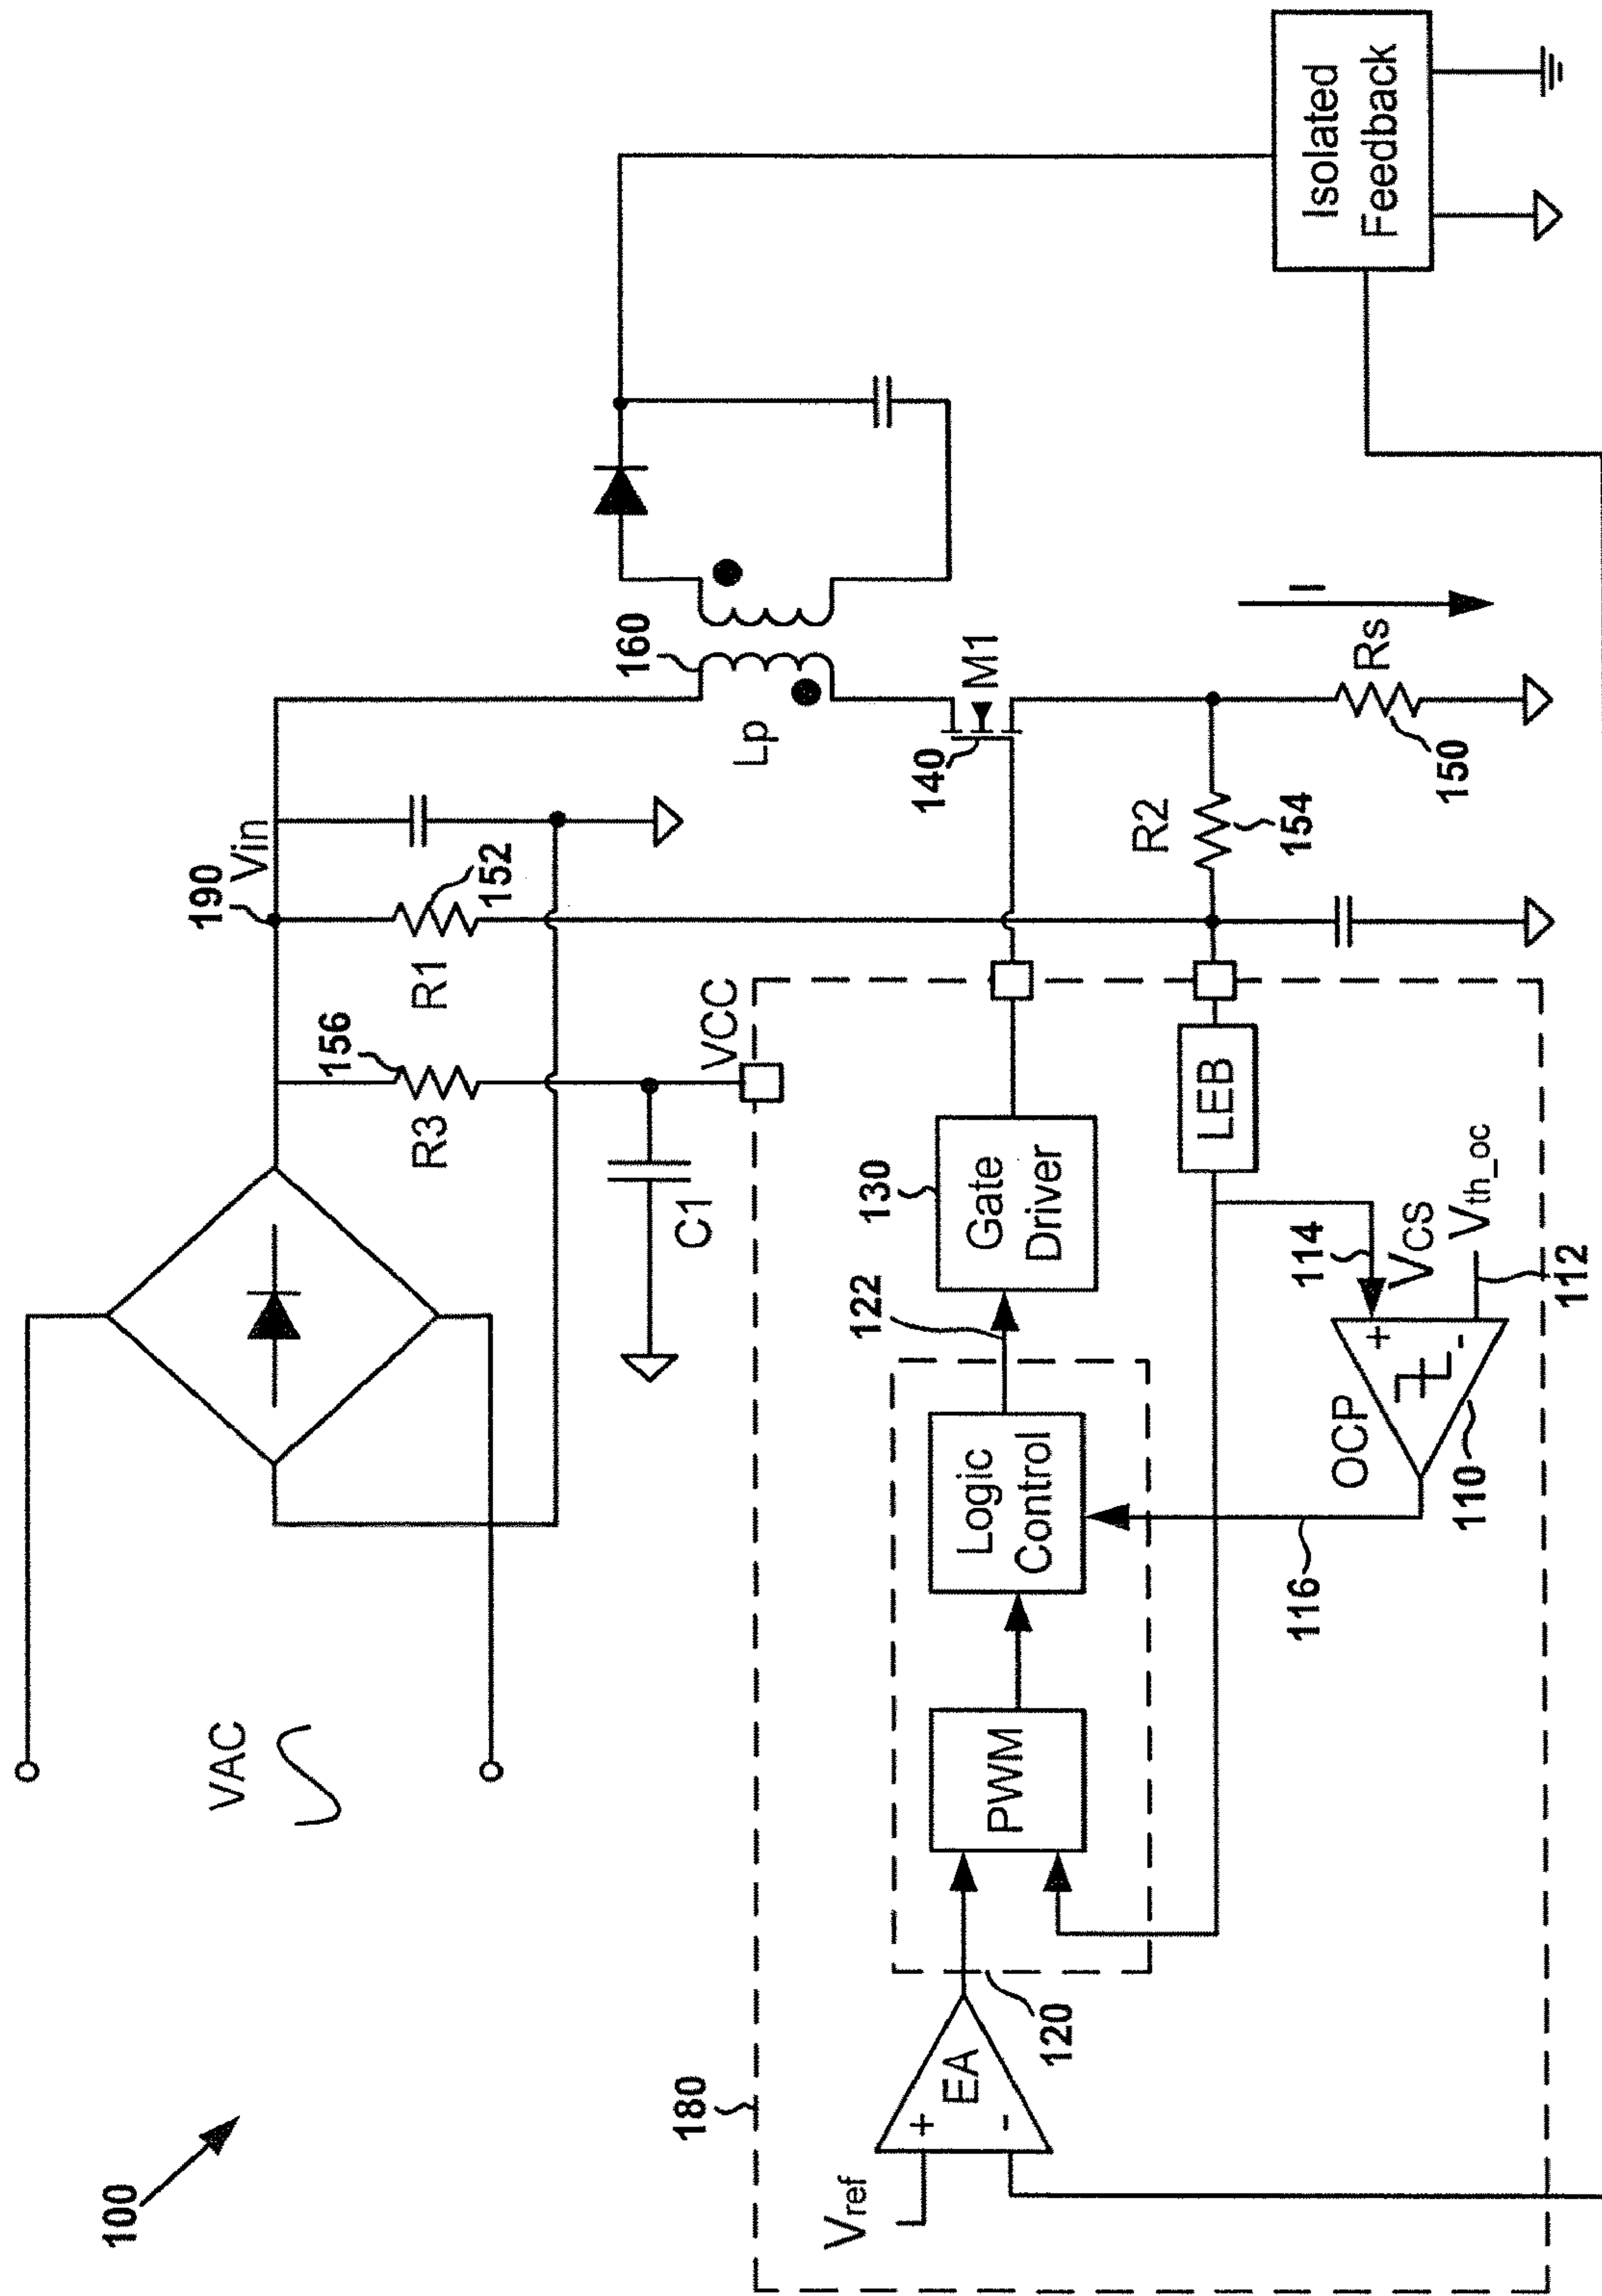 100
VAC
190
Vin
156
R3
152
R1
C1
VCC
160
Lp
140
M1
R2
154
Rs
150
I
Isolated
Feedback
180
Vref
+
-
EA
120
PWM
Logic
Control
122
130
Gate
Driver
LEB
114
VCS
Vth_oc
112
+
-
OCP
110
116